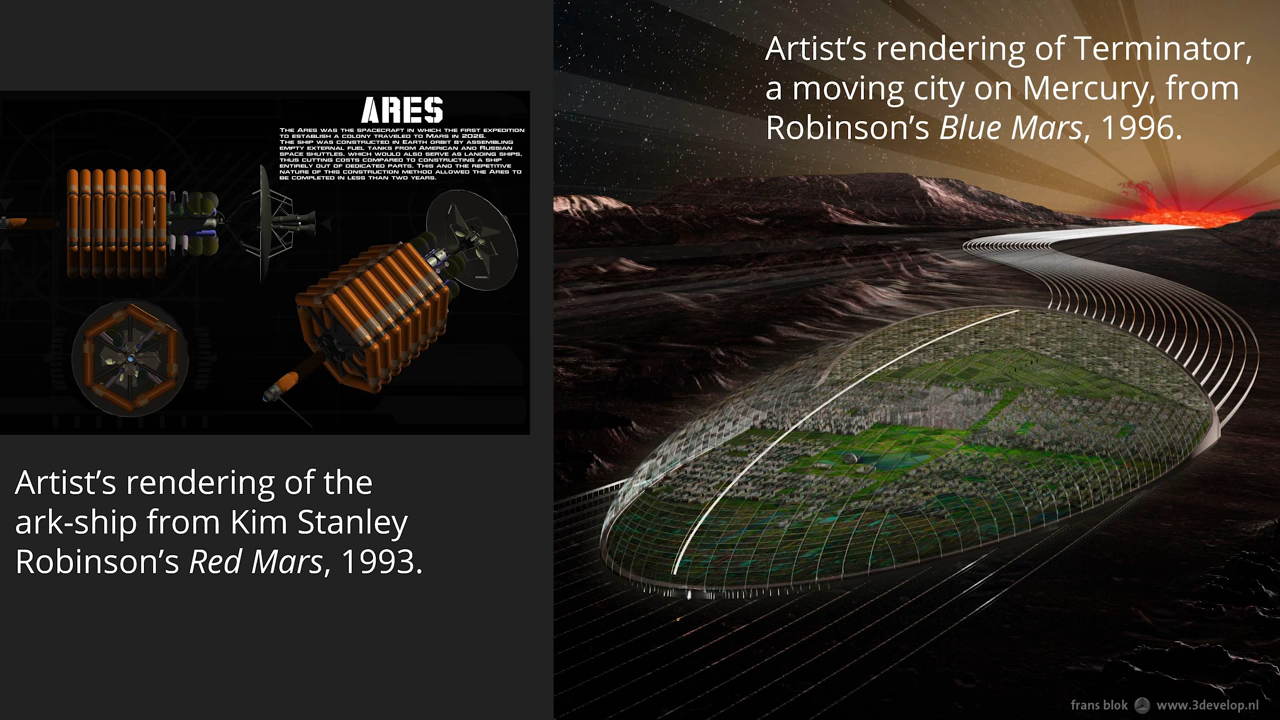 ARES
The Ares was the spacecraft in which the first expedition
to establish a colony traveled to Mars in 2026.
The ship was constructed in Earth orbit by assembling
empty external fuel tanks from American and Russian
space shuttles, which would also serve as landing ships,
thus cutting costs compared to constructing a ship
entirely out of dedicated parts. This and the repetitive
nature of this construction method allowed the Ares to
be completed in less than two years.
Artist’s rendering of the
ark-ship from Kim Stanley
Robinson’s Red Mars, 1993.
Artist’s rendering of Terminator,
a moving city on Mercury, from
Robinson’s Blue Mars, 1996.
frans blok www.3develop.nl